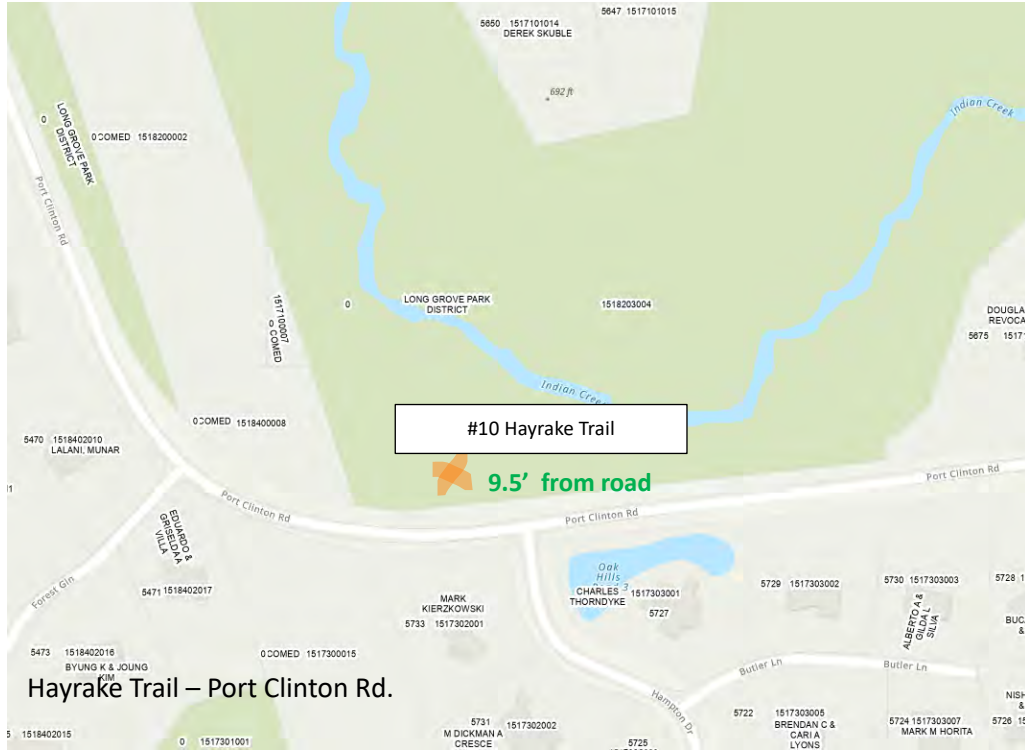 5650 1517101014
DEREK SKUBLE
5647 1517101015
692 ft
Indian Creek
0
LONG GROVE PARK
DISTRICT
0 COMED 1518200002
Port Clinton Rd
1517100007
0 COMED
0
LONG GROVE PARK
DISTRICT
1518203004
DOUGLA
REVOCA
5675 1517
Indian Creek
#10 Hayrake Trail
0 COMED 1518400008
5470 1518402010
LALANI, MUNAR
9.5’ from road
Port Clinton Rd
Port Clinton Rd
Port Clinton Rd
EDUARDO &
GRISELDA A
VILLA
5471 1518402017
Forest Gln
Oak
Hills
CHARLES
THORNDYKE
1517303001
5727
5729 1517303002
5730 1517303003
ALBERTO A &
GILDA L
SILVA
5728 1
BUC
&
MARK
KIERZKOWSKI
5733 1517302001
5473 1518402016
BYUNG K & JOUNG
KIM
0 COMED 1517300015
Butler Ln
Butler Ln
Hayrake Trail – Port Clinton Rd.
Hampton Dr
NISH
&
5 1518402015
0 1517301001
5731
M DICKMAN A
CRESCE
1517302002
5725
5722 1517303005
BRENDAN C &
CARI A
LYONS
5724 1517303007
MARK M HORITA
5726 15